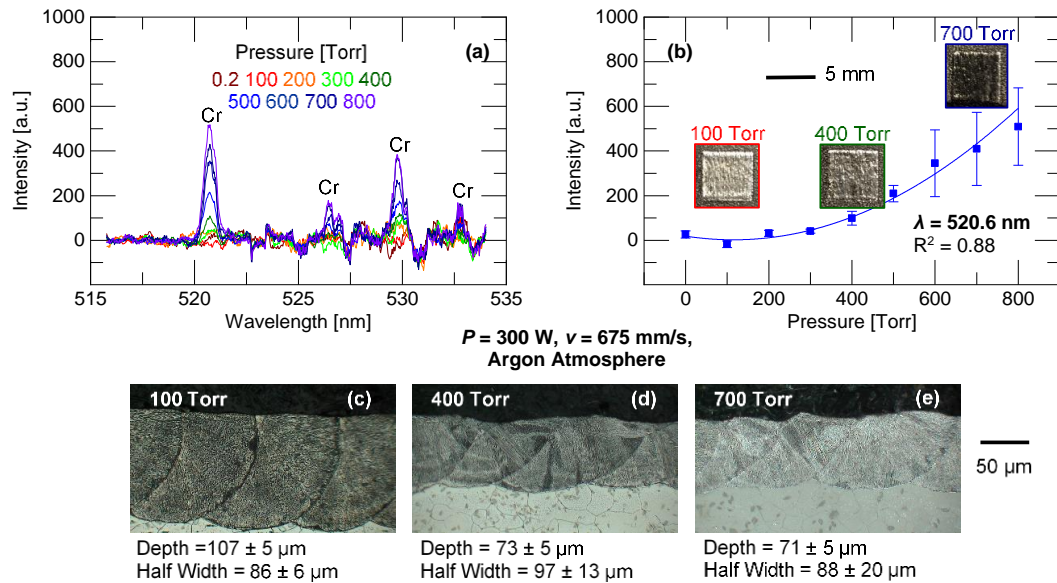 1000
800
600
400
200
0
Intensity [a.u.]
(a)
Pressure [Torr]
0.2 100 200 300 400
500 600 700 800
Cr
Cr
Cr
Cr
515 520 525 530 535
Wavelength [nm]
1000
800
600
400
200
0
Intensity [a.u.]
(b)
700 Torr
5 mm
100 Torr
400 Torr
λ = 520.6 nm
R² = 0.88
0 200 400 600 800
Pressure [Torr]
P = 300 W, v = 675 mm/s,
Argon Atmosphere
100 Torr (c)
Depth =107 ± 5 µm
Half Width = 86 ± 6 µm
400 Torr (d)
Depth = 73 ± 5 µm
Half Width = 97 ± 13 µm
700 Torr (e)
Depth = 71 ± 5 µm
Half Width = 88 ± 20 µm
50 µm